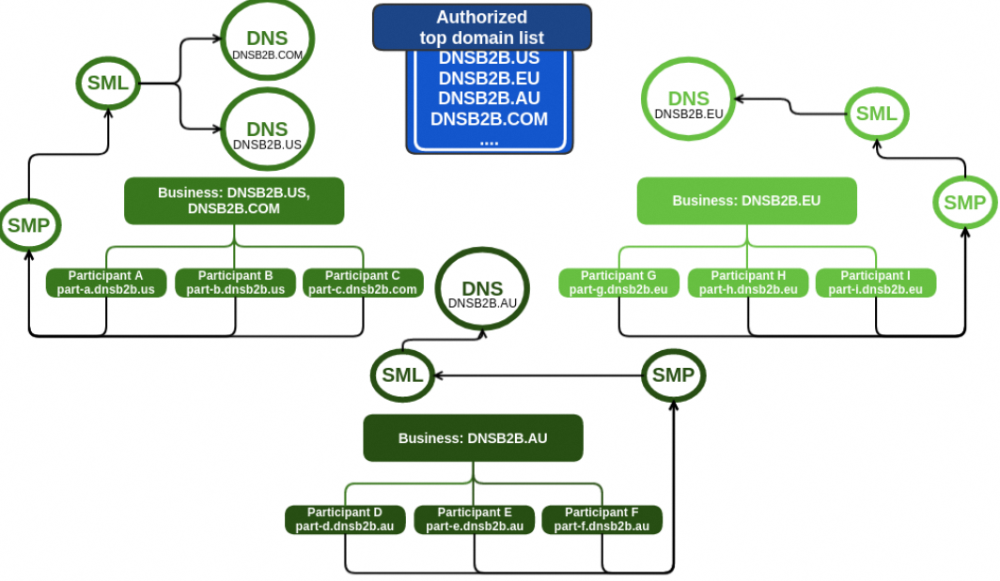 DNS
DNSB2B.COM
SML
DNS
DNSB2B.US
Authorized
top domain list
DNSB2B.US
DNSB2B.EU
DNSB2B.AU
DNSB2B.COM
....
DNS
DNSB2B.EU
SML
SMP
Business: DNSB2B.US,
DNSB2B.COM
Participant A
part-a.dnsb2b.us
Participant B
part-b.dnsb2b.us
Participant C
part-c.dnsb2b.com
Business: DNSB2B.EU
SMP
Participant G
part-g.dnsb2b.eu
Participant H
part-h.dnsb2b.eu
Participant I
part-i.dnsb2b.eu
DNS
DNSB2B.AU
SML
SMP
Business: DNSB2B.AU
Participant D
part-d.dnsb2b.au
Participant E
part-e.dnsb2b.au
Participant F
part-f.dnsb2b.au